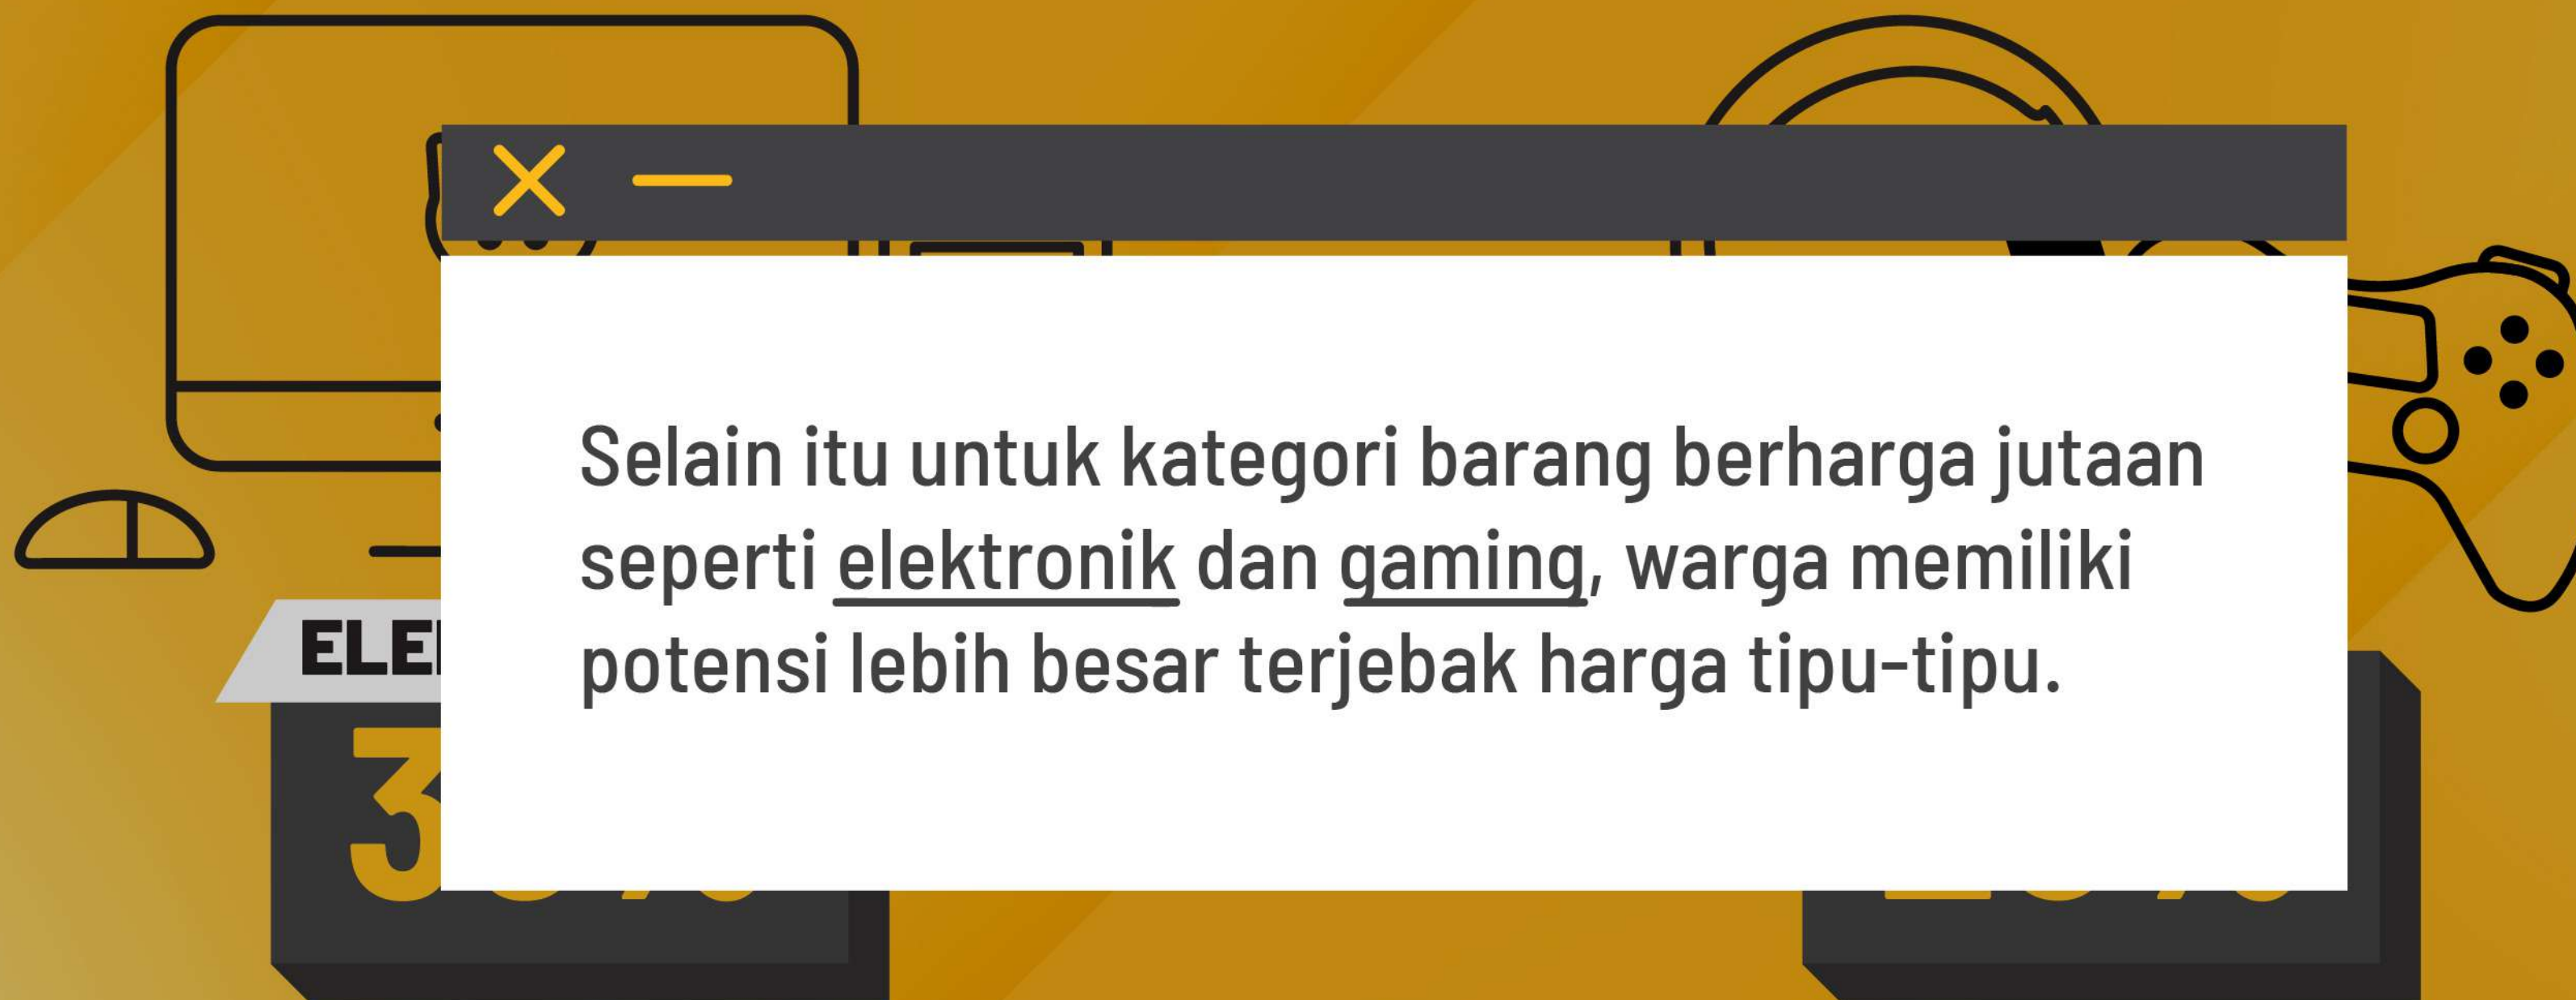 Selain itu untuk kategori barang berharga jutaan
seperti elektronik dan gaming, warga memiliki
potensi lebih besar terjebak harga tipu-tipu.